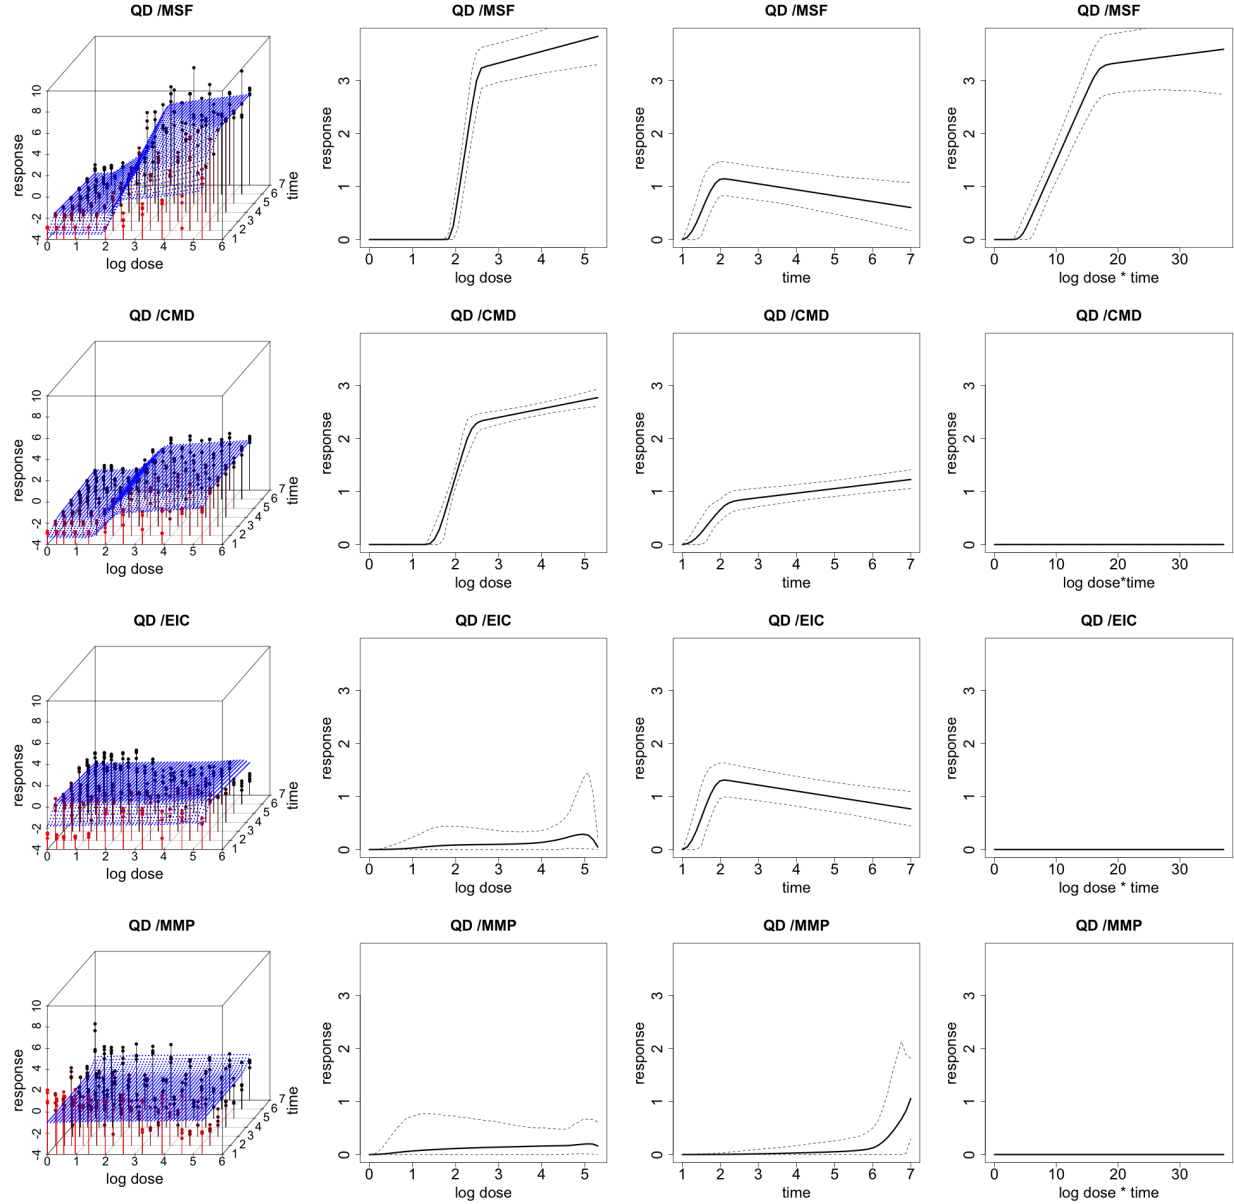 QD /MSF QD /MSF QD /MSF QD /MSF
response 10 8 6 4 2 0 -2 -4
0 1 2 3 4 5 6
log dose
1 2 3 4 5 6 7
time
response 3 2 1 0
0 1 2 3 4 5
log dose
response 3 2 1 0
1 2 3 4 5 6 7
time
response 3 2 1 0
0 10 20 30
log dose * time
QD /CMD QD /CMD QD /CMD QD /CMD
response 10 8 6 4 2 0 -2 -4
0 1 2 3 4 5 6
log dose
1 2 3 4 5 6 7
time
response 3 2 1 0
0 1 2 3 4 5
log dose
response 3 2 1 0
1 2 3 4 5 6 7
time
response 3 2 1 0
0 10 20 30
log dose*time
QD /EIC QD /EIC QD /EIC QD /EIC
response 10 8 6 4 2 0 -2 -4
0 1 2 3 4 5 6
log dose
1 2 3 4 5 6 7
time
response 3 2 1 0
0 1 2 3 4 5
log dose
response 3 2 1 0
1 2 3 4 5 6 7
time
response 3 2 1 0
0 10 20 30
log dose * time
QD /MMP QD /MMP QD /MMP QD /MMP
response 10 8 6 4 2 0 -2 -4
0 1 2 3 4 5 6
log dose
1 2 3 4 5 6 7
time
response 3 2 1 0
0 1 2 3 4 5
log dose
response 3 2 1 0
1 2 3 4 5 6 7
time
response 3 2 1 0
0 10 20 30
log dose * time